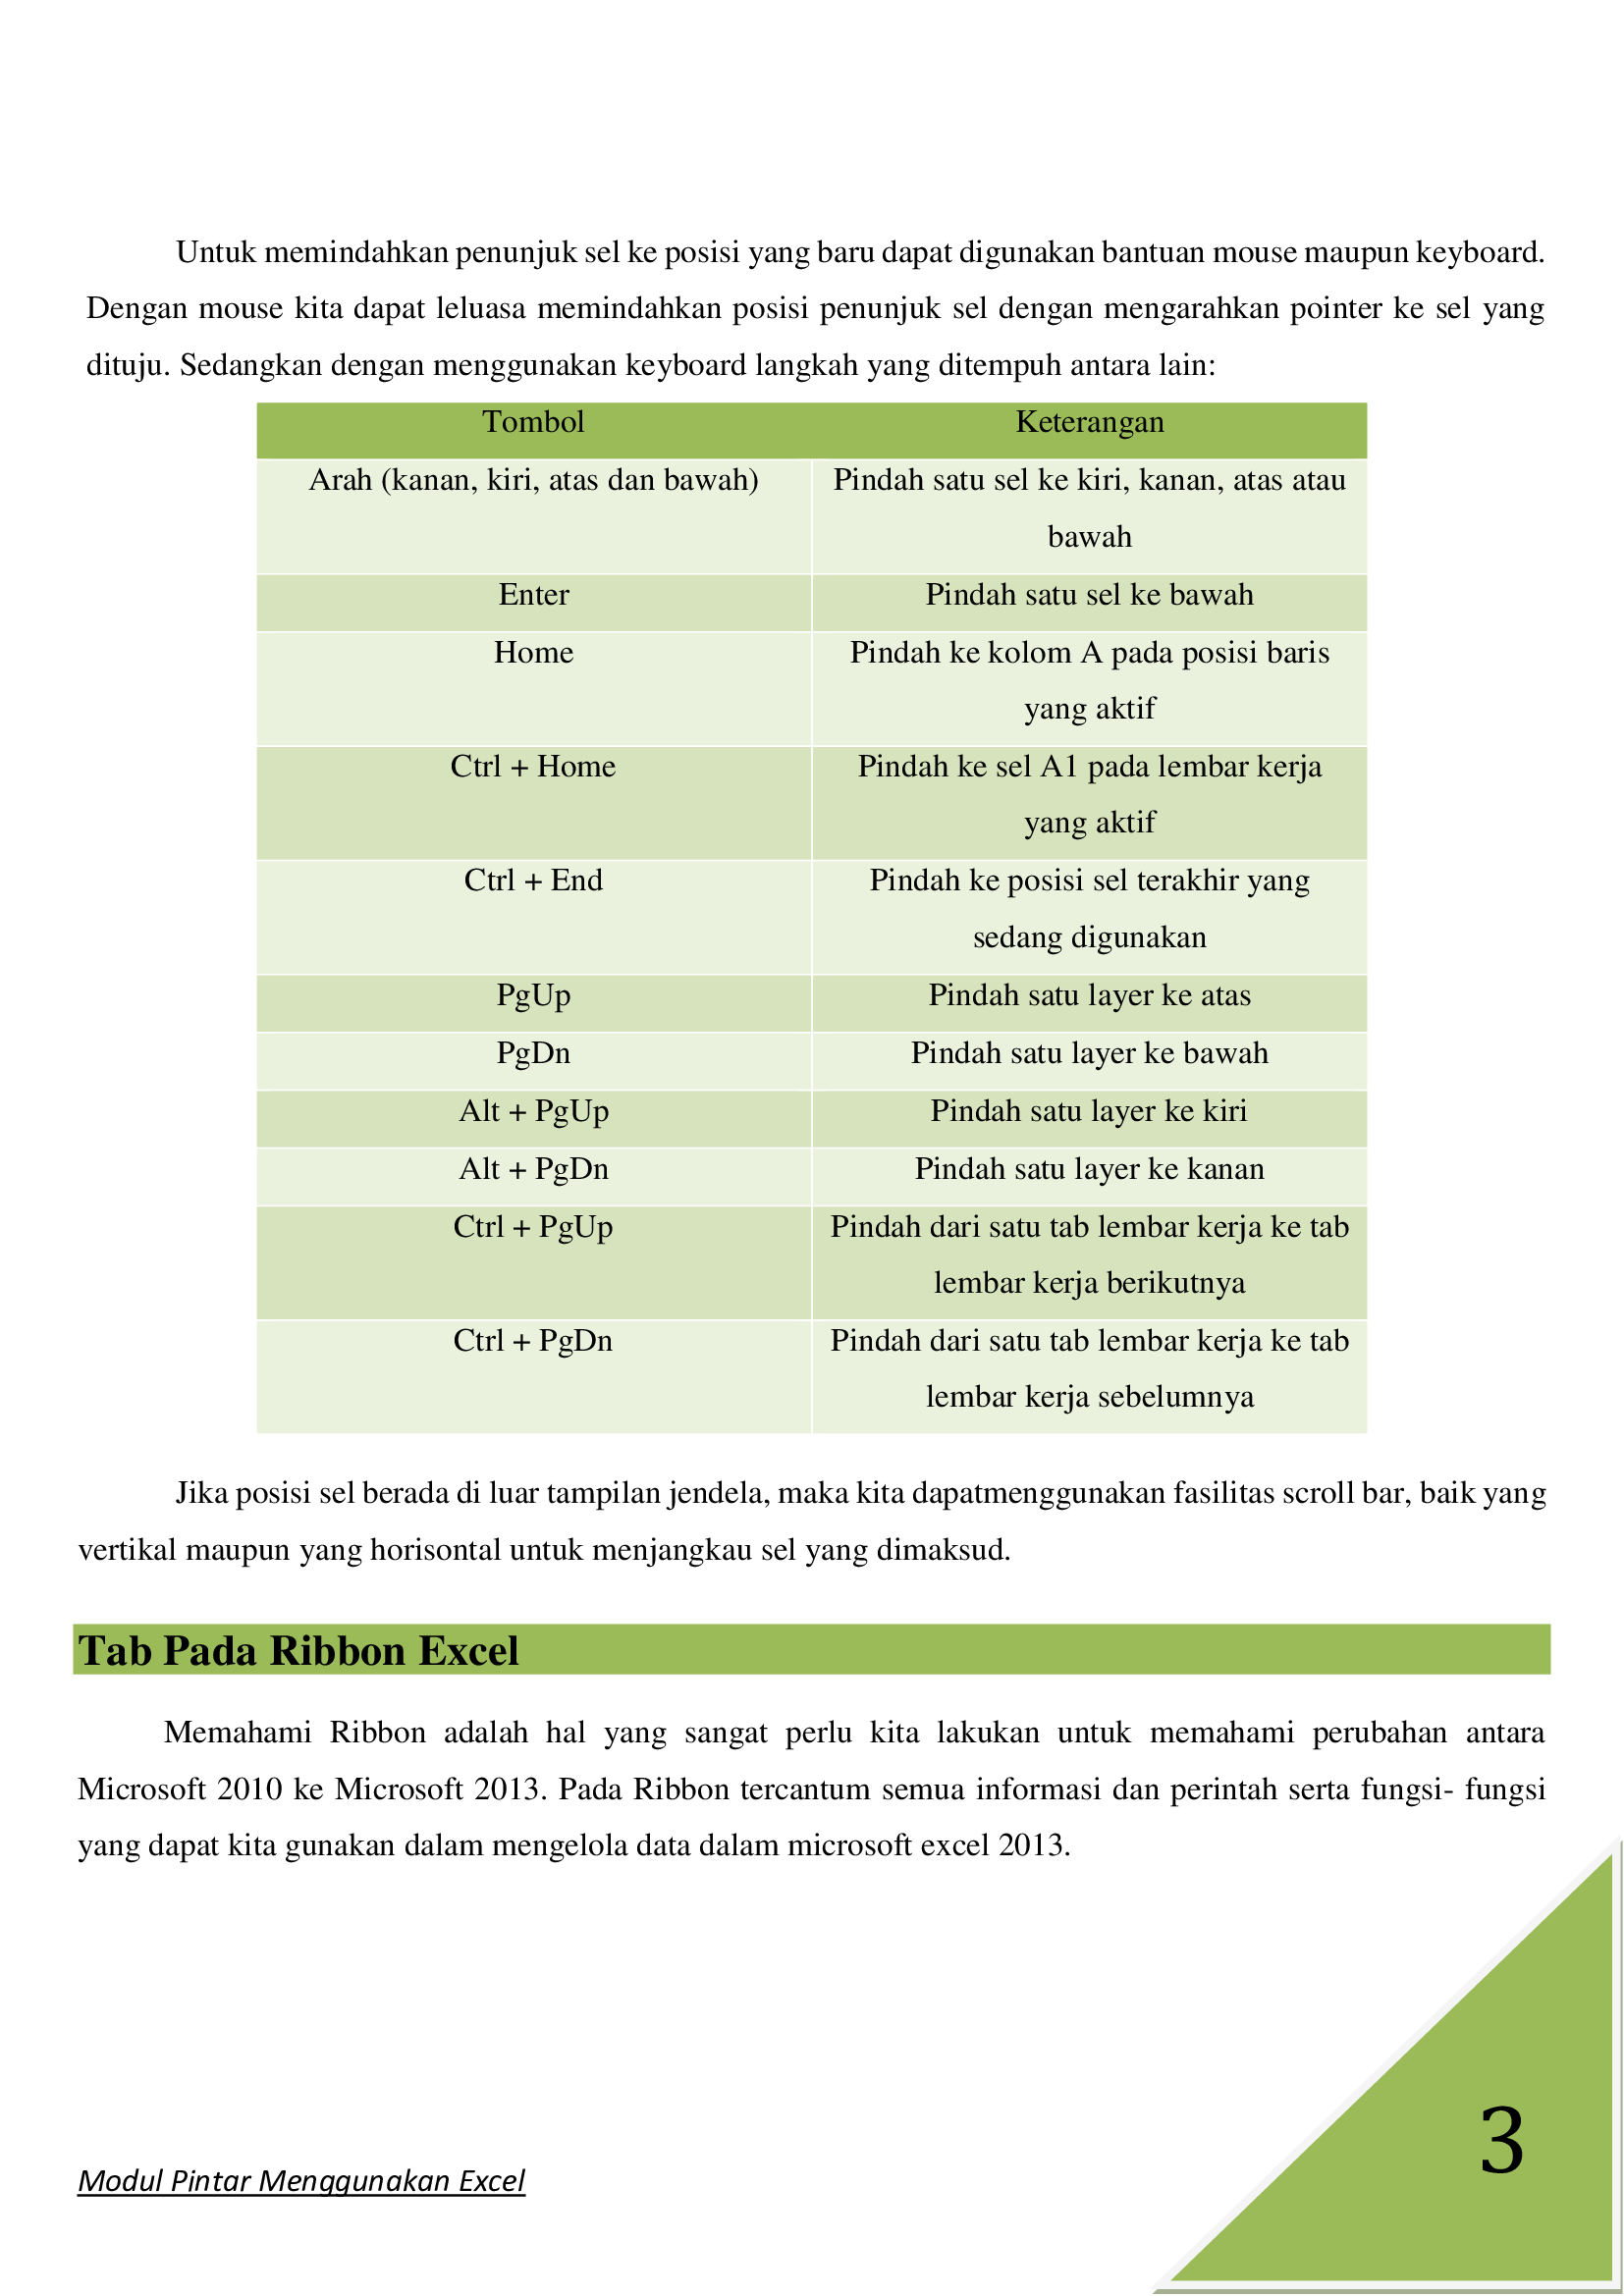 Untuk memindahkan penunjuk sel ke posisi yang baru dapat digunakan bantuan mouse maupun keyboard.
Dengan mouse kita dapat leluasa memindahkan posisi penunjuk sel dengan mengarahkan pointer ke sel yang
dituju. Sedangkan dengan menggunakan keyboard langkah yang ditempuh antara lain:
Tombol Keterangan
Arah (kanan, kiri, atas dan bawah) Pindah satu sel ke kiri, kanan, atas atau
bawah
Enter Pindah satu sel ke bawah
Home Pindah ke kolom A pada posisi baris
yang aktif
Ctrl + Home Pindah ke sel A1 pada lembar kerja
yang aktif
Ctrl + End Pindah ke posisi sel terakhir yang
sedang digunakan
PgUp Pindah satu layer ke atas
PgDn Pindah satu layer ke bawah
Alt + PgUp Pindah satu layer ke kiri
Alt + PgDn Pindah satu layer ke kanan
Ctrl + PgUp Pindah dari satu tab lembar kerja ke tab
lembar kerja berikutnya
Ctrl + PgDn Pindah dari satu tab lembar kerja ke tab
lembar kerja sebelumnya
Jika posisi sel berada di luar tampilan jendela, maka kita dapatmenggunakan fasilitas scroll bar, baik yang
vertikal maupun yang horisontal untuk menjangkau sel yang dimaksud.
Tab Pada Ribbon Excel
Memahami Ribbon adalah hal yang sangat perlu kita lakukan untuk memahami perubahan antara
Microsoft 2010 ke Microsoft 2013. Pada Ribbon tercantum semua informasi dan perintah serta fungsi- fungsi
yang dapat kita gunakan dalam mengelola data dalam microsoft excel 2013.
3
Modul Pintar Menggunakan Excel